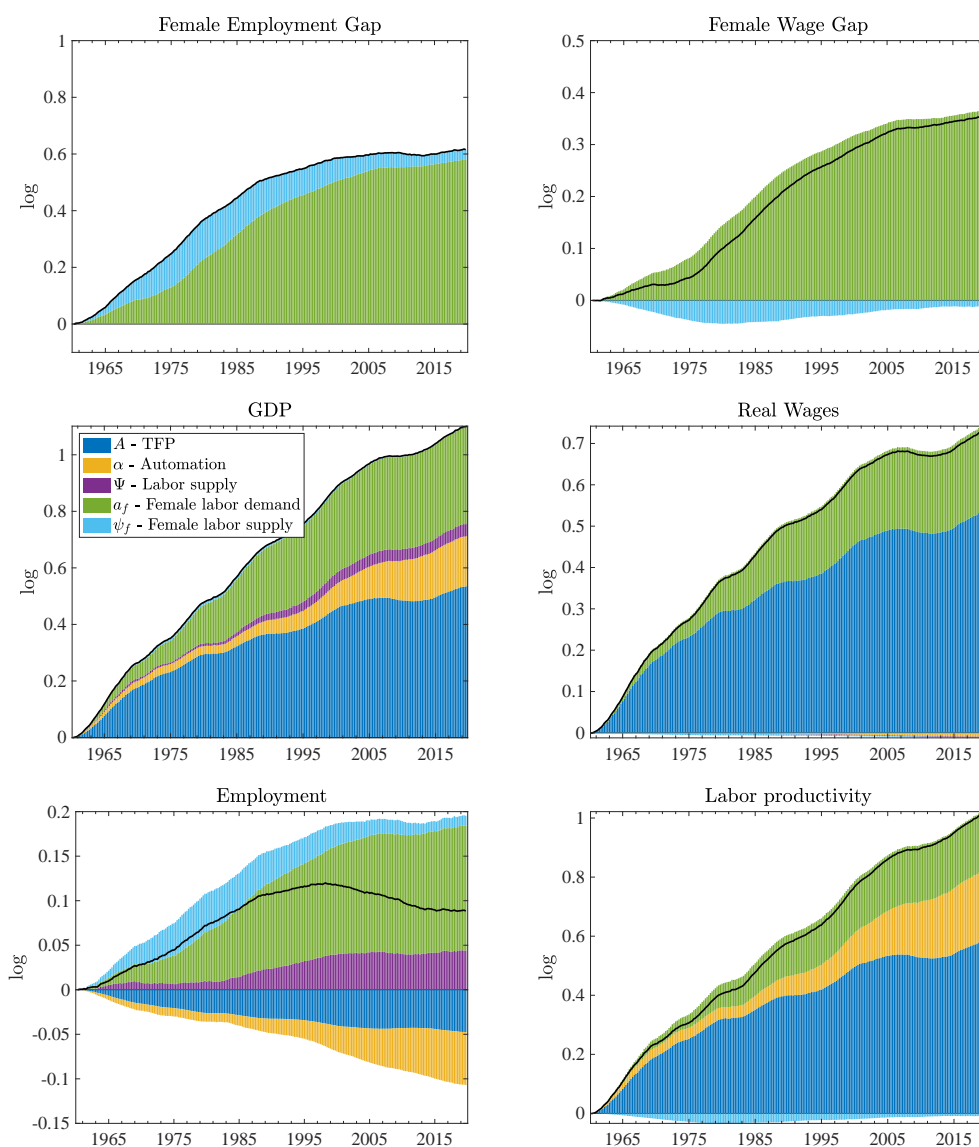 Female Employment Gap
1
0.8
0.6
0.4
0.2
0
log
1965 1975 1985 1995 2005 2015
Female Wage Gap
0.5
0.4
0.3
0.2
0.1
0
log
1965 1975 1985 1995 2005 2015
GDP
1
0.8
0.6
0.4
0.2
0
log
A - TFP
α - Automation
Ψ - Labor supply
a_f - Female labor demand
ψ_f - Female labor supply
1965 1975 1985 1995 2005 2015
Real Wages
0.7
0.6
0.5
0.4
0.3
0.2
0.1
0
log
1965 1975 1985 1995 2005 2015
Employment
0.2
0.15
0.1
0.05
0
-0.05
-0.1
-0.15
log
1965 1975 1985 1995 2005 2015
Labor productivity
1
0.8
0.6
0.4
0.2
0
log
1965 1975 1985 1995 2005 2015